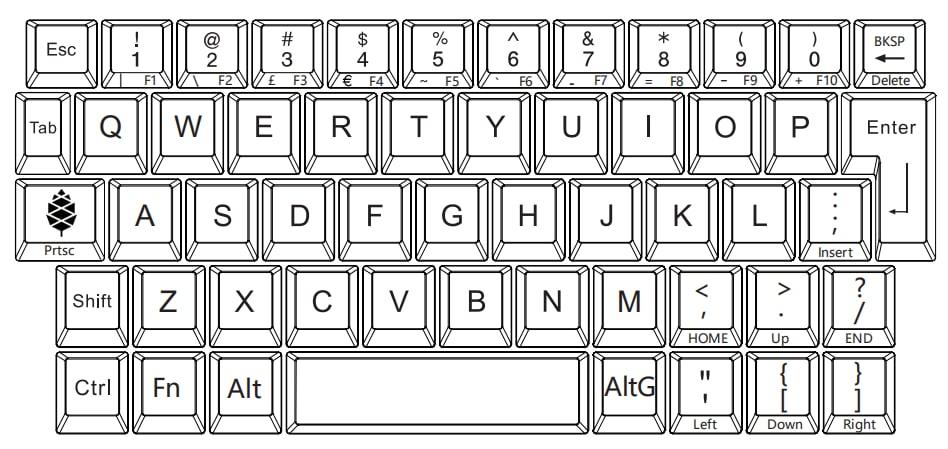 ! @ # $ % ^ & * ( ) BKSP
Esc 1 2 3 4 5 6 7 8 9 0
| F1 \ F2 £ F3 € F4 ~ F5 ` F6 - F7 = F8 _ F9 + F10 Delete
Tab Q W E R T Y U I O P Enter
A S D F G H J K L : ;
Prtsc Insert
Shift Z X C V B N M < , > . ? /
HOME Up END
Ctrl Fn Alt AltG " ' { [ } ]
Left Down Right